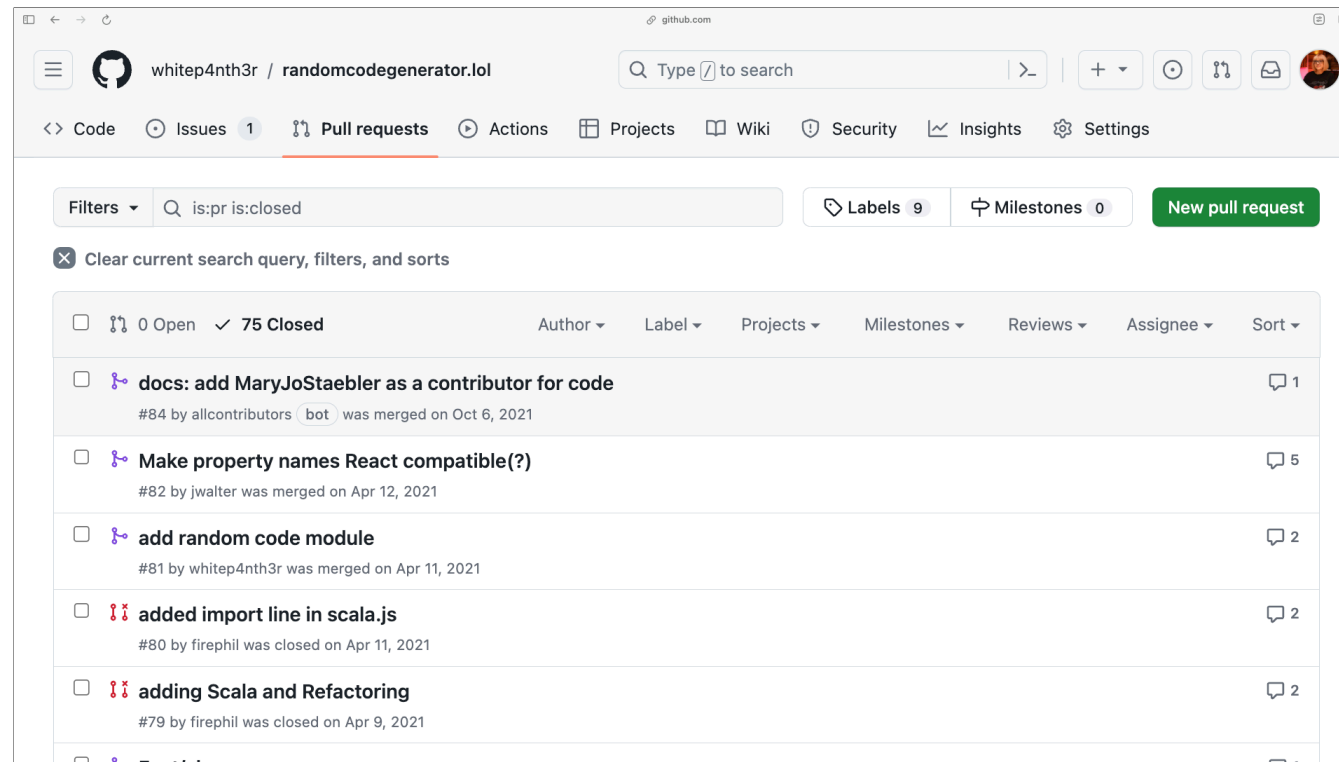 github.com
whitep4nth3r / randomcodegenerator.lol
Type / to search
Code Issues 1 Pull requests Actions Projects Wiki Security Insights Settings
Filters is:pr is:closed Labels 9 Milestones 0 New pull request
Clear current search query, filters, and sorts
0 Open 75 Closed Author Label Projects Milestones Reviews Assignee Sort
docs: add MaryJoStaebler as a contributor for code 1
#84 by allcontributors bot was merged on Oct 6, 2021
Make property names React compatible(?) 5
#82 by jwalter was merged on Apr 12, 2021
add random code module 2
#81 by whitep4nth3r was merged on Apr 11, 2021
added import line in scala.js 2
#80 by firephil was closed on Apr 11, 2021
adding Scala and Refactoring 2
#79 by firephil was closed on Apr 9, 2021